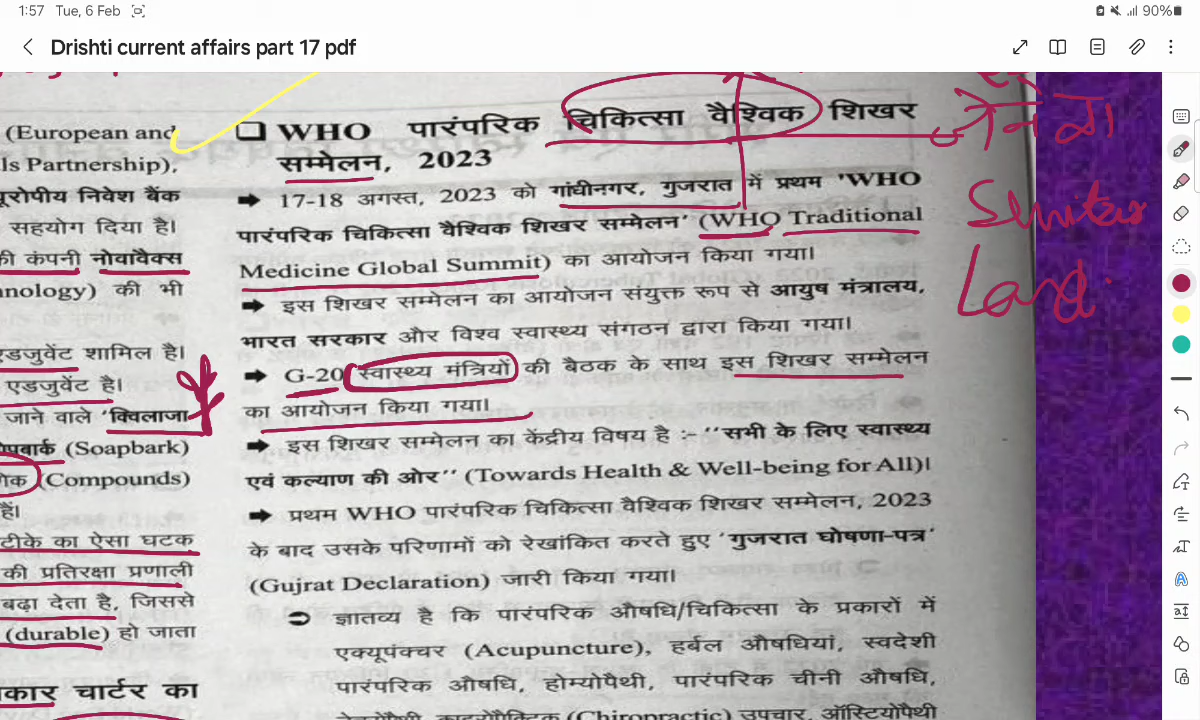 1:57 Tue, 6 Feb
90%
Drishti current affairs part 17 pdf
(European and
ls Partnership),
यूरोपीय निवेश बैंक
सहयोग दिया है।
की कंपनी नोवावैक्स
nology) की भी
एडजुवेंट शामिल है।
एडजुवेंट है।
जाने वाले 'क्विलाजा
(Soapbark)
(Compounds)
हैं।
टीके का ऐसा घटक
की प्रतिरक्षा प्रणाली
बढ़ा देता है, जिससे
(durable) हो जाता
कार चार्टर का
❑ WHO पारंपरिक चिकित्सा वैश्विक शिखर
सम्मेलन, 2023
➡ 17-18 अगस्त, 2023 को गांधीनगर, गुजरात में प्रथम 'WHO
पारंपरिक चिकित्सा वैश्विक शिखर सम्मेलन' (WHO Traditional
Medicine Global Summit) का आयोजन किया गया।
➡ इस शिखर सम्मेलन का आयोजन संयुक्त रूप से आयुष मंत्रालय,
भारत सरकार और विश्व स्वास्थ्य संगठन द्वारा किया गया।
➡ G-20 स्वास्थ्य मंत्रियों की बैठक के साथ इस शिखर सम्मेलन
का आयोजन किया गया।
➡ इस शिखर सम्मेलन का केंद्रीय विषय है :- ''सभी के लिए स्वास्थ्य
एवं कल्याण की ओर'' (Towards Health & Well-being for All)।
➡ प्रथम WHO पारंपरिक चिकित्सा वैश्विक शिखर सम्मेलन, 2023
के बाद उसके परिणामों को रेखांकित करते हुए 'गुजरात घोषणा-पत्र'
(Gujrat Declaration) जारी किया गया।
⊃ ज्ञातव्य है कि पारंपरिक औषधि/चिकित्सा के प्रकारों में
एक्यूपंक्चर (Acupuncture), हर्बल औषधियां, स्वदेशी
पारंपरिक औषधि, होम्योपैथी, पारंपरिक चीनी औषधि,
(Chiropractic) उपचार, ऑस्टियोपैथी
Land.